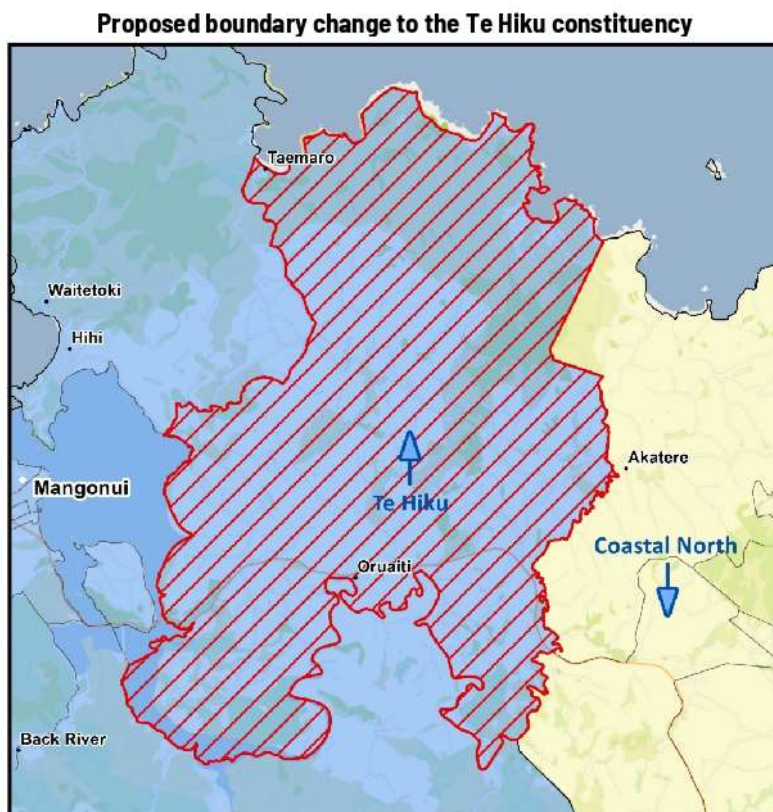 Proposed boundary change to the Te Hiku constituency
Taemaro
Waitetoki
Hihi
Mangonui
Te Hiku
Akatere
Coastal North
Oruaiti
Back River